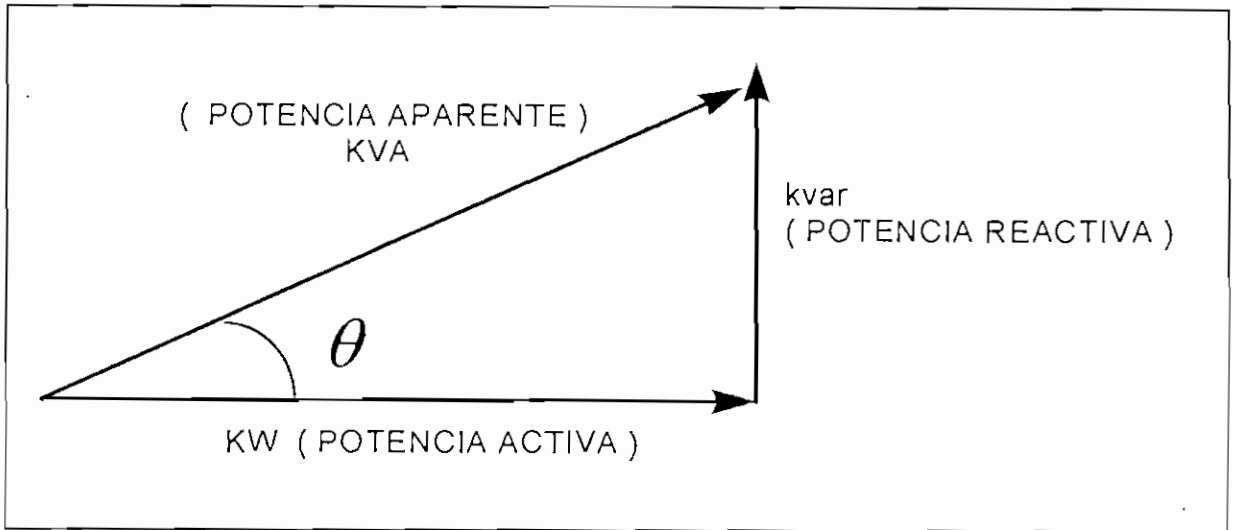 ( POTENCIA APARENTE )
KVA
kvar
( POTENCIA REACTIVA )
θ
KW ( POTENCIA ACTIVA )